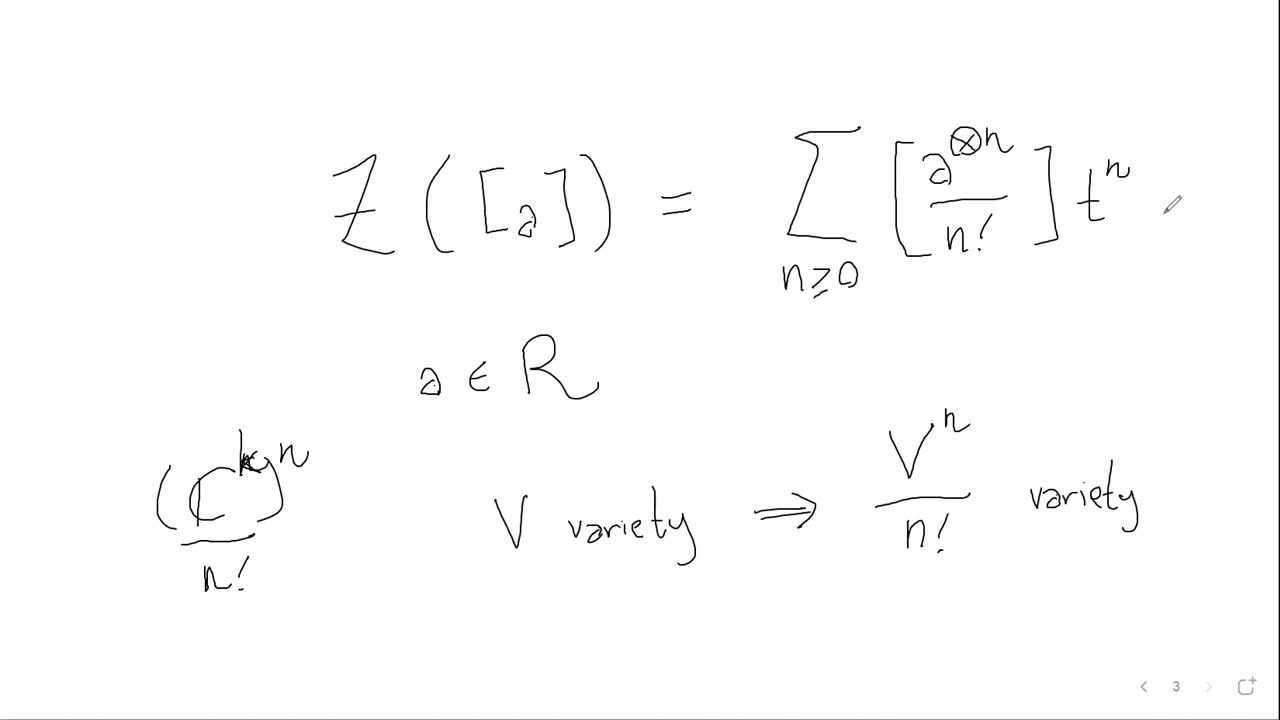 Z([a]) = ∑_{n≥0} [a^{⊗n}/n!] t^n
a ∈ R
(ℂ^k)^n/n!
V variety ⇒ V^n/n! variety
3